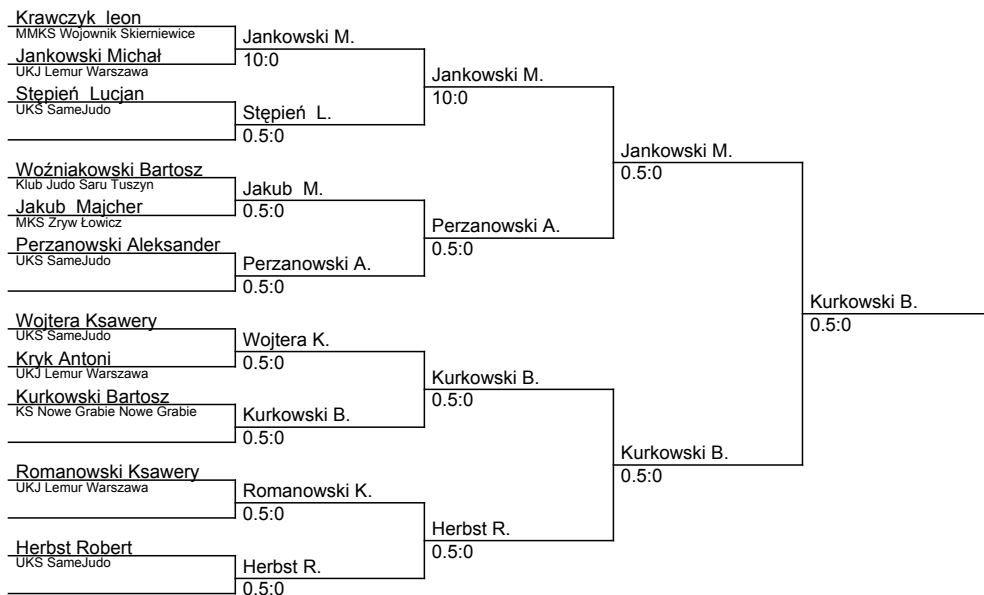 Krawczyk  leon
MMKS Wojownik Skierniewice
Jankowski Michał
UKJ Lemur Warszawa
Stępień  Lucjan
UKS SameJudo
Woźniakowski Bartosz
Klub Judo Saru Tuszyn
Jakub  Majcher
MKS Zryw Łowicz
Perzanowski Aleksander
UKS SameJudo
Wojtera Ksawery
UKS SameJudo
Kryk Antoni
UKJ Lemur Warszawa
Kurkowski Bartosz
KS Nowe Grabie Nowe Grabie
Romanowski Ksawery
UKJ Lemur Warszawa
Herbst Robert
UKS SameJudo
Jankowski M.
10:0
Stępień  L.
0.5:0
Jakub  M.
0.5:0
Perzanowski A.
0.5:0
Wojtera K.
0.5:0
Kurkowski B.
0.5:0
Romanowski K.
0.5:0
Herbst R.
0.5:0
Jankowski M.
10:0
Perzanowski A.
0.5:0
Kurkowski B.
0.5:0
Herbst R.
0.5:0
Jankowski M.
0.5:0
Kurkowski B.
0.5:0
Kurkowski B.
0.5:0